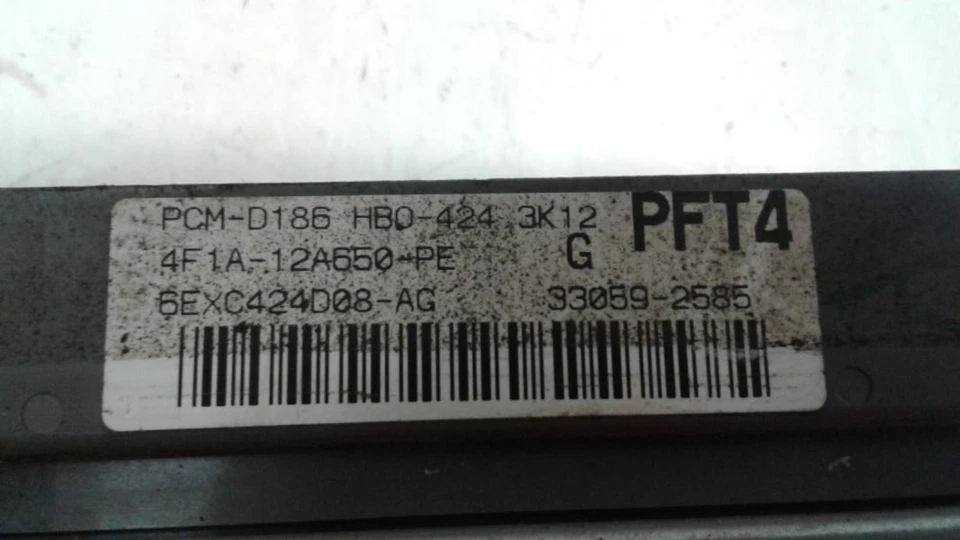 PCM-D186 HBO-424 3K12 PFT4
4F1A-12A650-PE G
6EXC424D08-AG 33059-2585